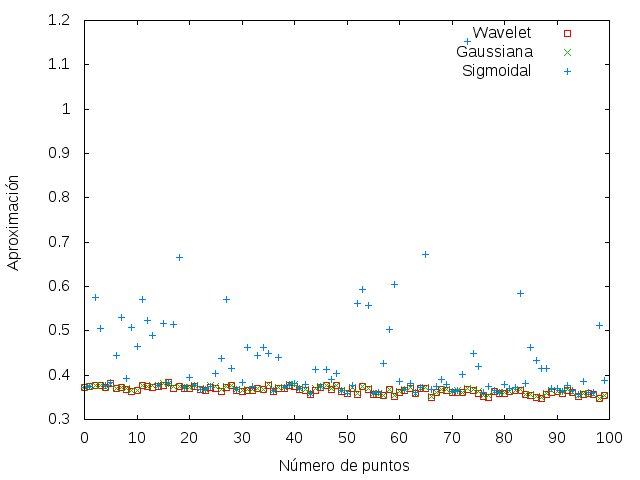 1.2
1.1
1
0.9
0.8
0.7
0.6
0.5
0.4
0.3
Aproximación
Wavelet
Gaussiana
Sigmoidal
0 10 20 30 40 50 60 70 80 90 100
Número de puntos